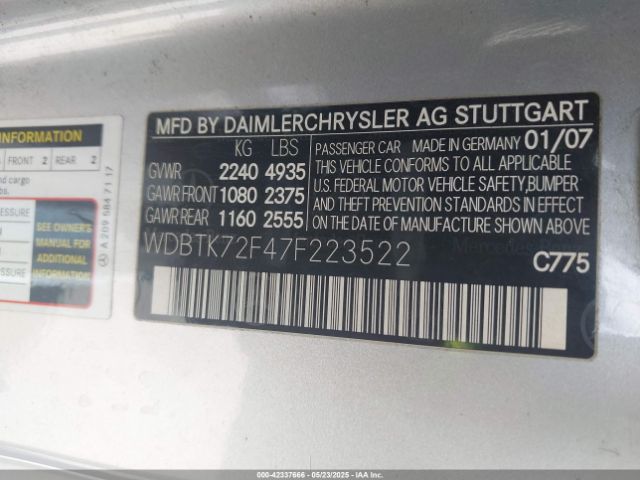 MFD BY DAIMLERCHRYSLER AG STUTTGART
KG LBS
GVWR 2240 4935
GAWR FRONT 1080 2375
GAWR REAR 1160 2555
PASSENGER CAR MADE IN GERMANY 01/07
THIS VEHICLE CONFORMS TO ALL APPLICABLE
U.S. FEDERAL MOTOR VEHICLE SAFETY, BUMPER
AND THEFT PREVENTION STANDARDS IN EFFECT
ON THE DATE OF MANUFACTURE SHOWN ABOVE
WDBTK72F47F223522
C775
INFORMATION
FRONT 2 REAR 2
nd cargo
bs.
PRESSURE
SEE OWNER'S
MANUAL FOR
ADDITIONAL
INFORMATION
A 209 584 71 17
000-42337666 - 05/23/2025 - IAA Inc. (C)